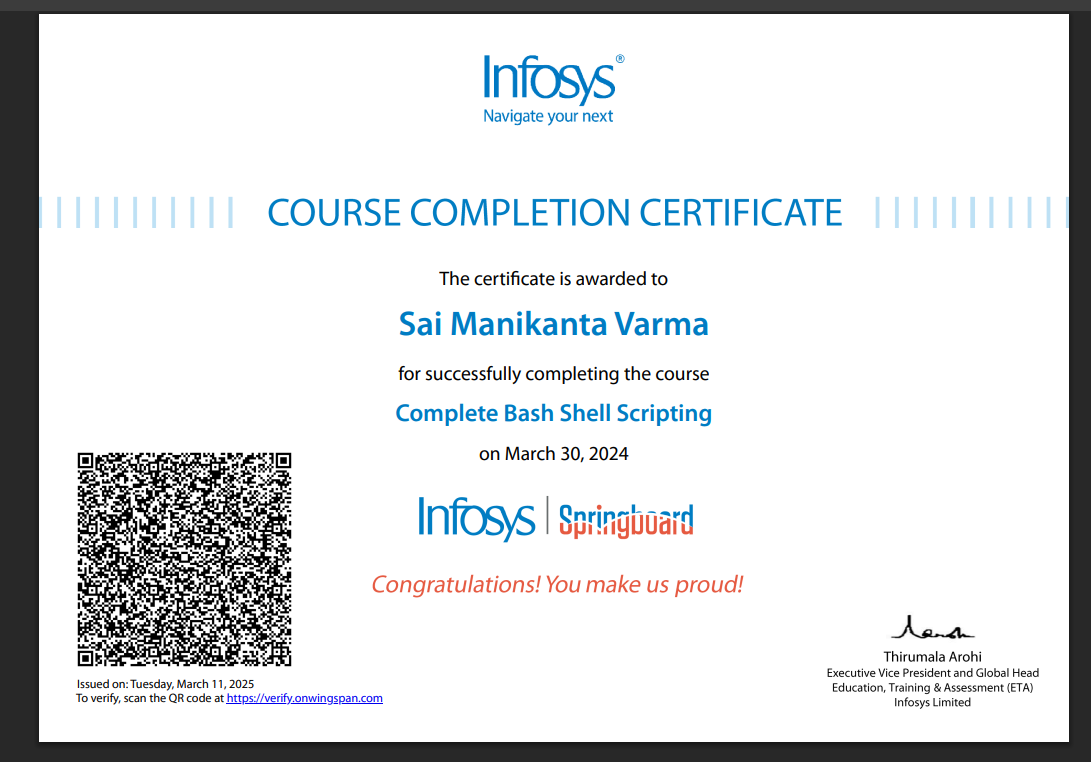 Infosys®
Navigate your next
COURSE COMPLETION CERTIFICATE
The certificate is awarded to
Sai Manikanta Varma
for successfully completing the course
Complete Bash Shell Scripting
on March 30, 2024
Infosys | Springboard
Congratulations! You make us proud!
Issued on: Tuesday, March 11, 2025
To verify, scan the QR code at https://verify.onwingspan.com
Thirumala Arohi
Executive Vice President and Global Head
Education, Training & Assessment (ETA)
Infosys Limited